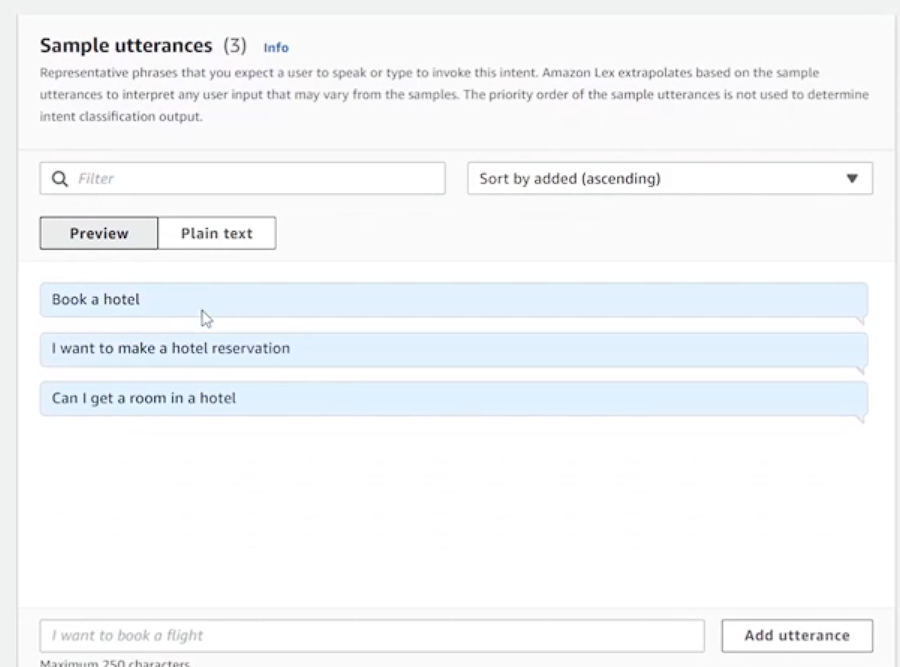 Sample utterances (3) Info
Representative phrases that you expect a user to speak or type to invoke this intent. Amazon Lex extrapolates based on the sample
utterances to interpret any user input that may vary from the samples. The priority order of the sample utterances is not used to determine
intent classification output.
Filter
Sort by added (ascending)
Preview
Plain text
Book a hotel
I want to make a hotel reservation
Can I get a room in a hotel
I want to book a flight
Add utterance
Maximum 250 characters.